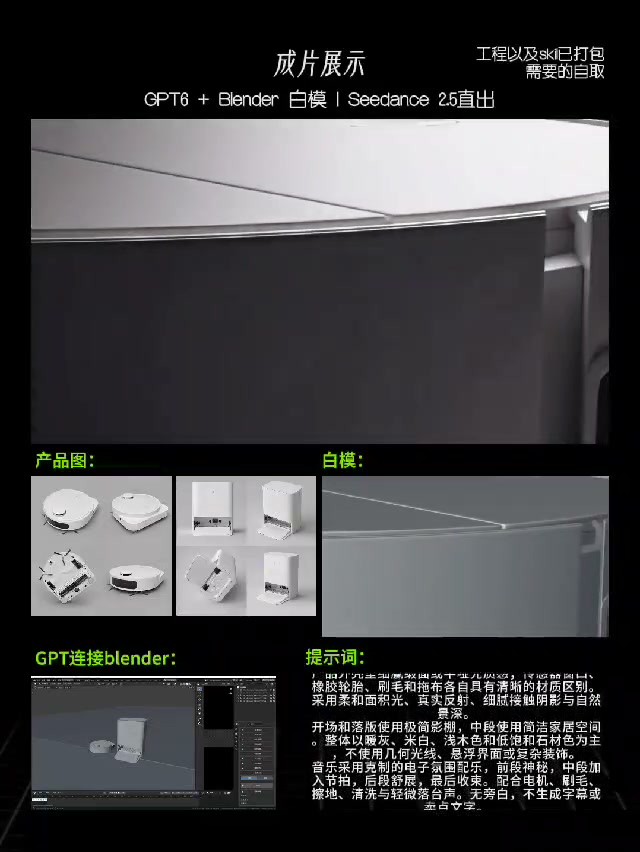 成片展示
工程以及skil已打包
需要的自取
GPT6 + Blender 白模 | Seedance 2.5直出
产品图：
白模：
GPT连接blender：
提示词：
橡胶轮胎、刷毛和拖布各自具有清晰的材质区别。
采用柔和面积光、真实反射、细腻接触阴影与自然
景深。
开场和落版使用极简影棚，中段使用简洁家居空间
。整体以暖灰、米白、浅木色和低饱和石材色为主
，不使用几何光线、悬浮界面或复杂装饰。
音乐采用克制的电子氛围配乐，前段神秘，中段加
入节拍，后段舒展，最后收束。配合电机、刷毛、
擦地、清洗与轻微落台声。无旁白，不生成字幕或
卖点文字。